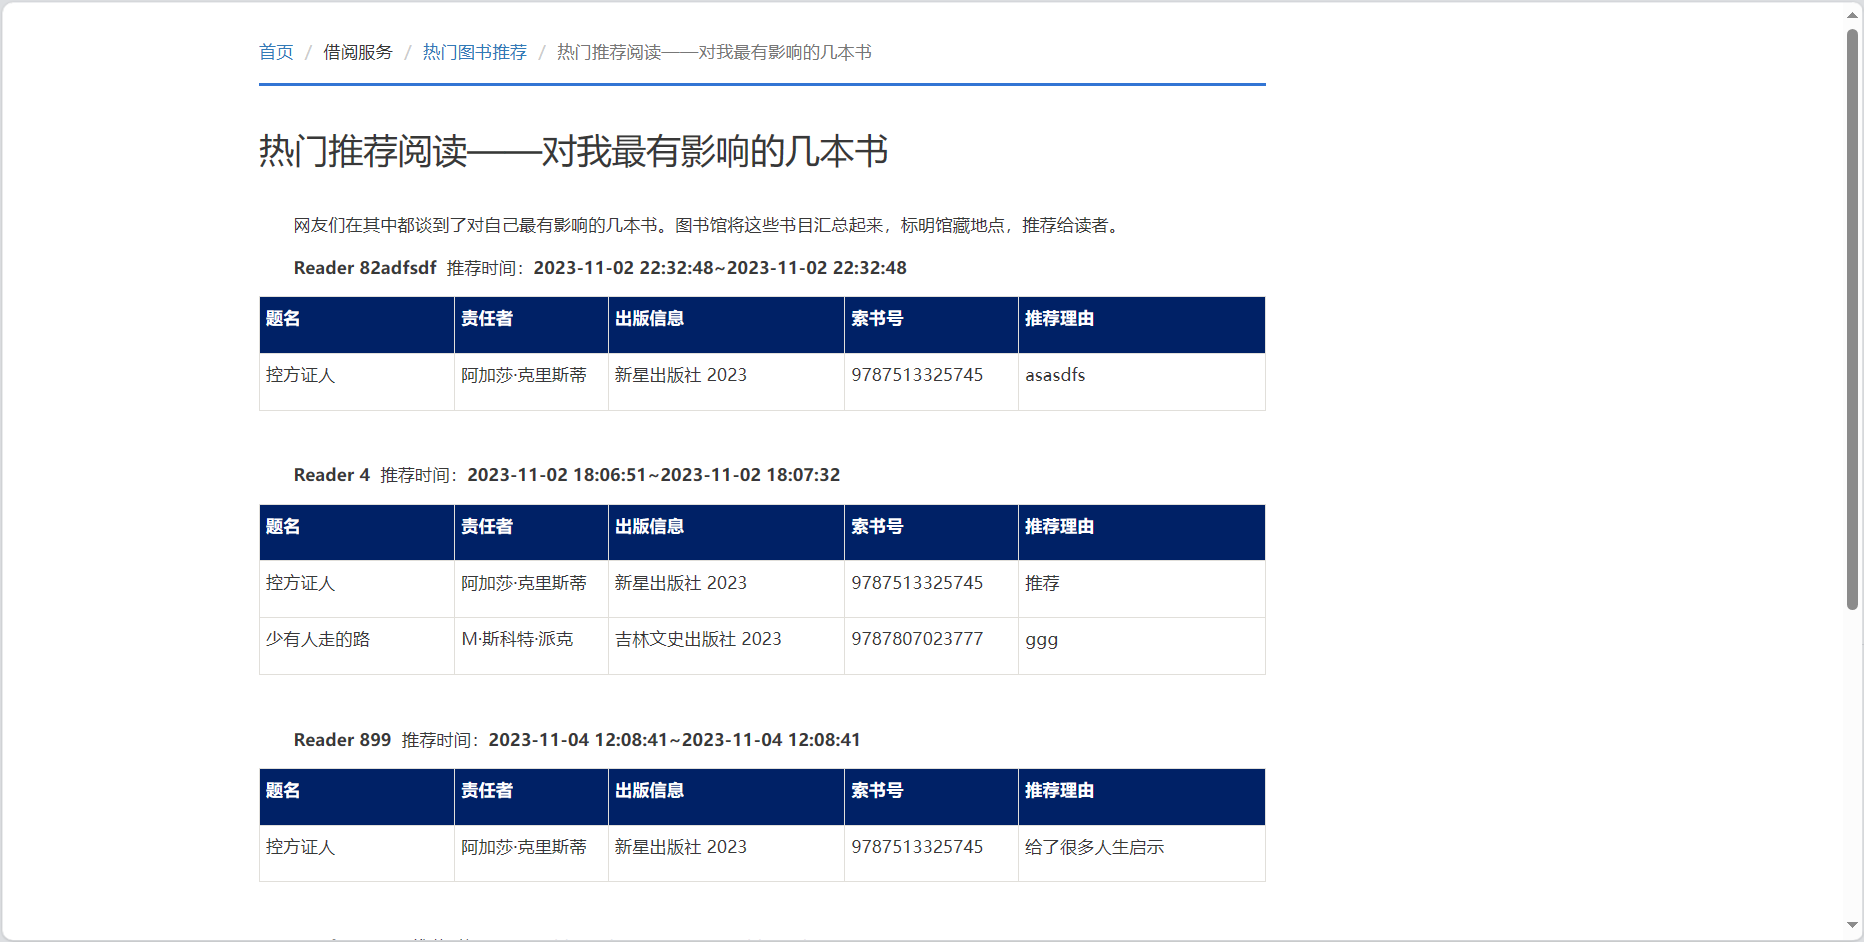 首页 / 借阅服务 / 热门图书推荐 / 热门推荐阅读——对我最有影响的几本书
热门推荐阅读——对我最有影响的几本书
网友们在其中都谈到了对自己最有影响的几本书。图书馆将这些书目汇总起来，标明馆藏地点，推荐给读者。
Reader 82adfsdf 推荐时间：2023-11-02 22:32:48~2023-11-02 22:32:48
题名 责任者 出版信息 索书号 推荐理由
控方证人 阿加莎·克里斯蒂 新星出版社 2023 9787513325745 asasdfs
Reader 4 推荐时间：2023-11-02 18:06:51~2023-11-02 18:07:32
题名 责任者 出版信息 索书号 推荐理由
控方证人 阿加莎·克里斯蒂 新星出版社 2023 9787513325745 推荐
少有人走的路 M·斯科特·派克 吉林文史出版社 2023 9787807023777 ggg
Reader 899 推荐时间：2023-11-04 12:08:41~2023-11-04 12:08:41
题名 责任者 出版信息 索书号 推荐理由
控方证人 阿加莎·克里斯蒂 新星出版社 2023 9787513325745 给了很多人生启示